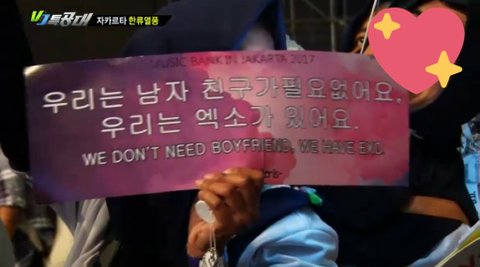 VJ특공대
자카르타 한류열풍
MUSIC BANK IN JAKARTA 2017
우리는 남자 친구가필요없어요.
우리는 엑소가 있어요.
WE DON'T NEED BOYFRIEND, WE HAVE EXO.